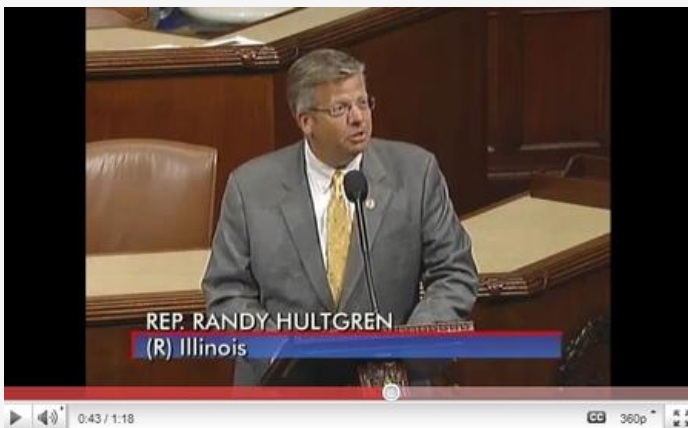 REP. RANDY HULTGREN
(R) Illinois
0:43 / 1:18
CC
360p